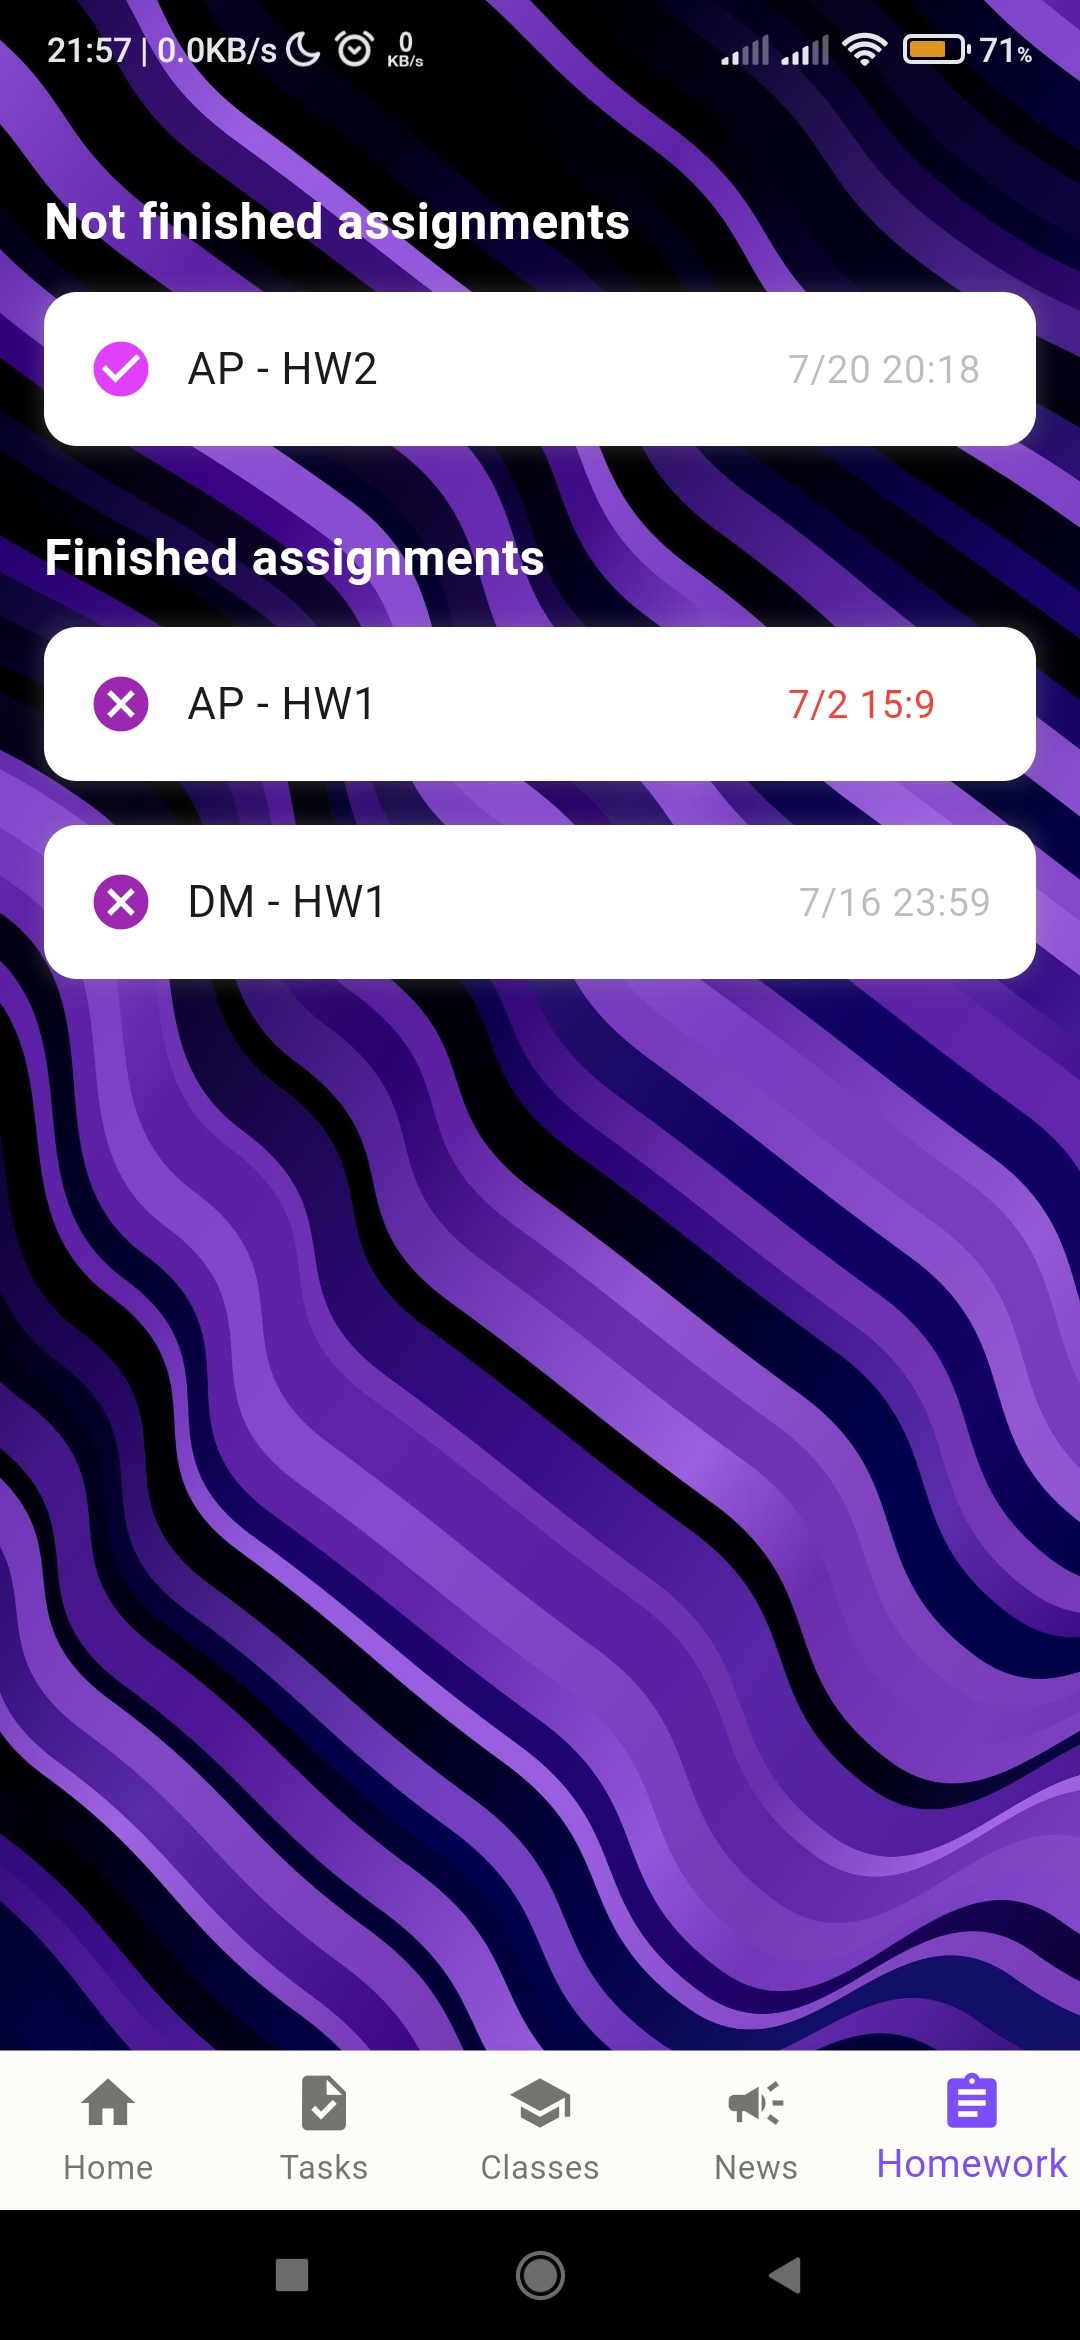 21:57 | 0.0KB/s 0 KB/s 71%
Not finished assignments
AP - HW2 7/20 20:18
Finished assignments
AP - HW1 7/2 15:9
DM - HW1 7/16 23:59
Home Tasks Classes News Homework